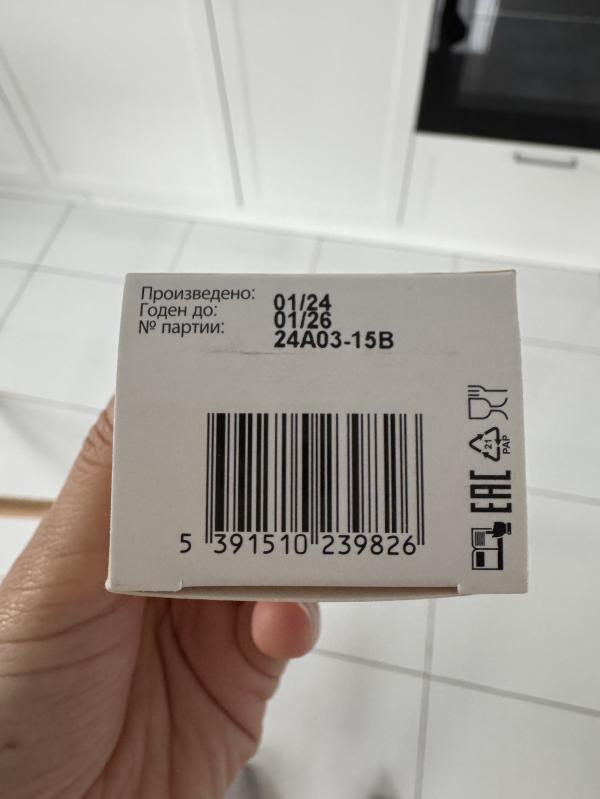 Произведено: 01/24
Годен до: 01/26
№ партии: 24A03-15B
5 391510 239826
21
PAP
EAC